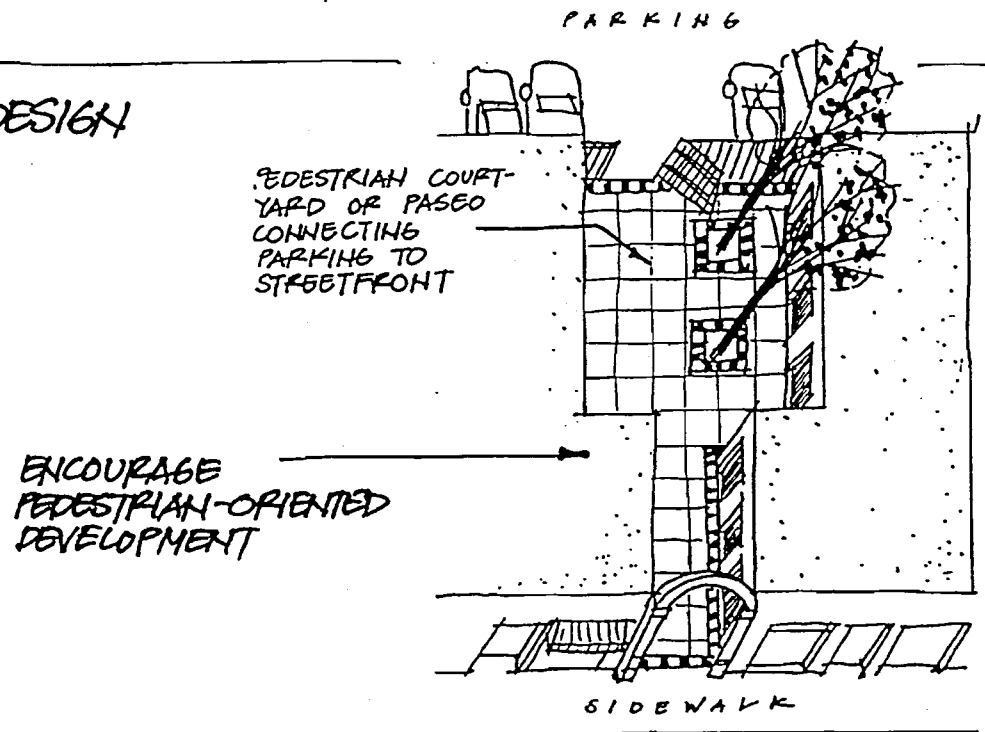 PARKING
DESIGN
PEDESTRIAN COURT-
YARD OR PASEO
CONNECTING
PARKING TO
STREETFRONT
ENCOURAGE
PEDESTRIAN-ORIENTED
DEVELOPMENT
SIDEWALK